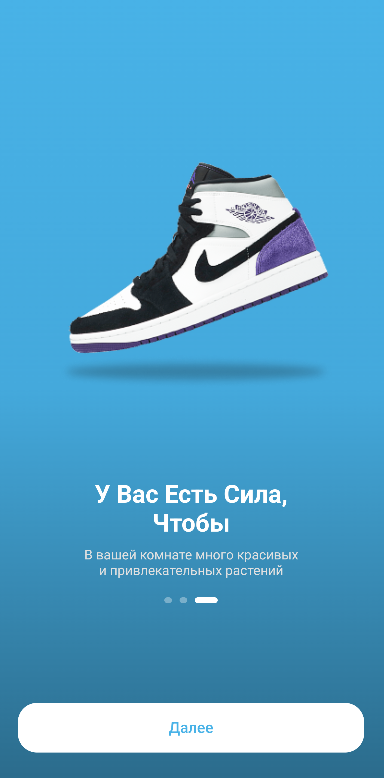 У Вас Есть Сила,
Чтобы
В вашей комнате много красивых
и привлекательных растений
Далее